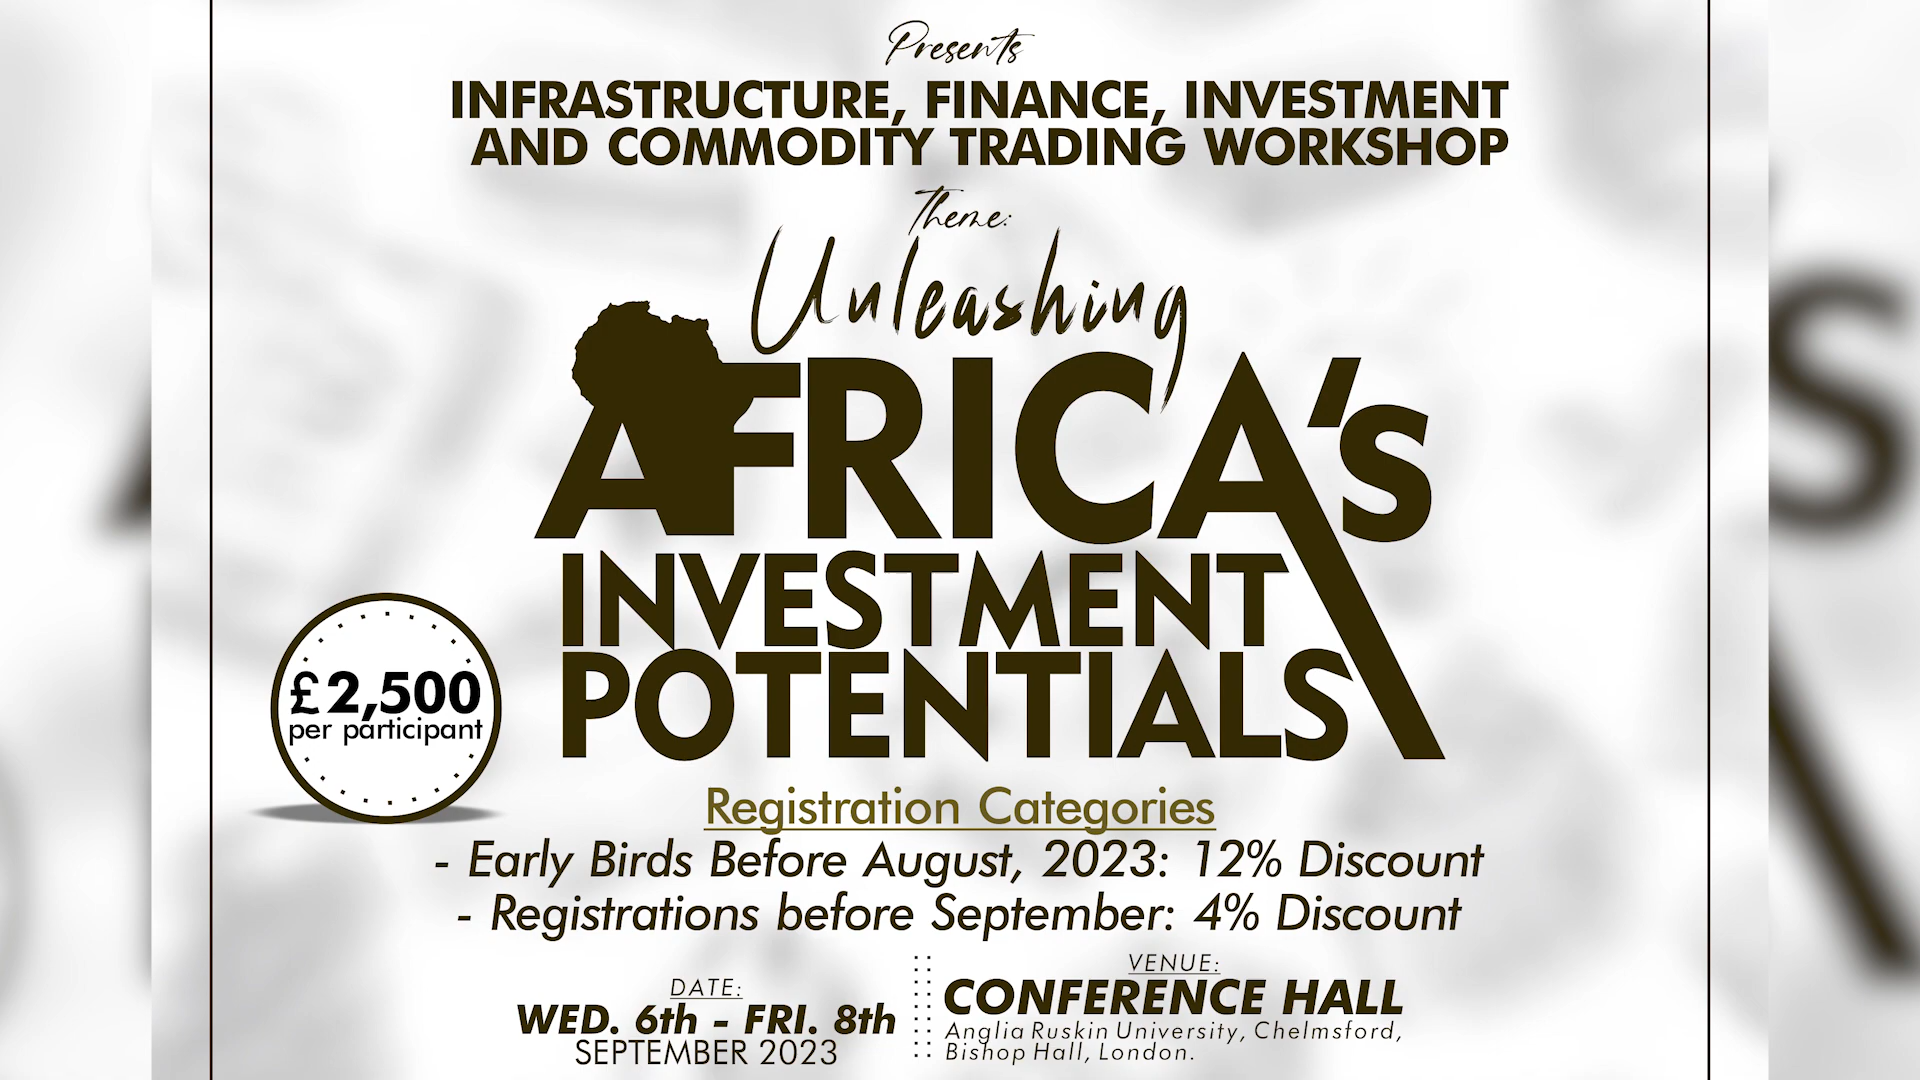 Presents
INFRASTRUCTURE, FINANCE, INVESTMENT
AND COMMODITY TRADING WORKSHOP
Theme:
Unleashing
AFRICA'S
INVESTMENT
POTENTIALS
£2,500
per participant
Registration Categories
- Early Birds Before August, 2023: 12% Discount
- Registrations before September: 4% Discount
DATE:
WED. 6th - FRI. 8th
SEPTEMBER 2023
VENUE:
CONFERENCE HALL
Anglia Ruskin University, Chelmsford,
Bishop Hall, London.